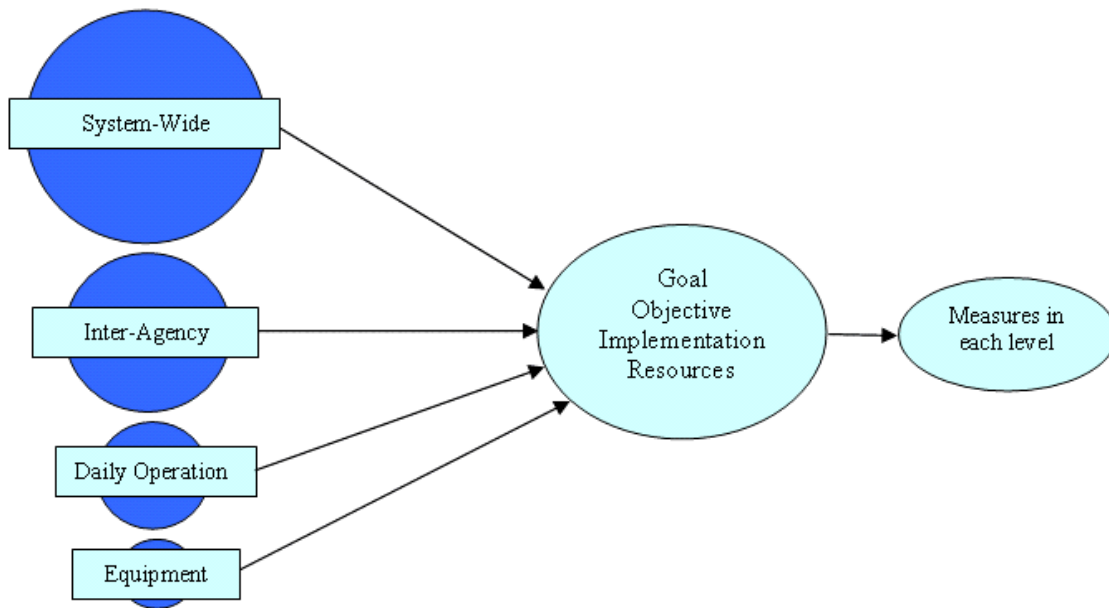 System-Wide
Inter-Agency
Daily Operation
Equipment
Goal
Objective
Implementation
Resources
Measures in
each level